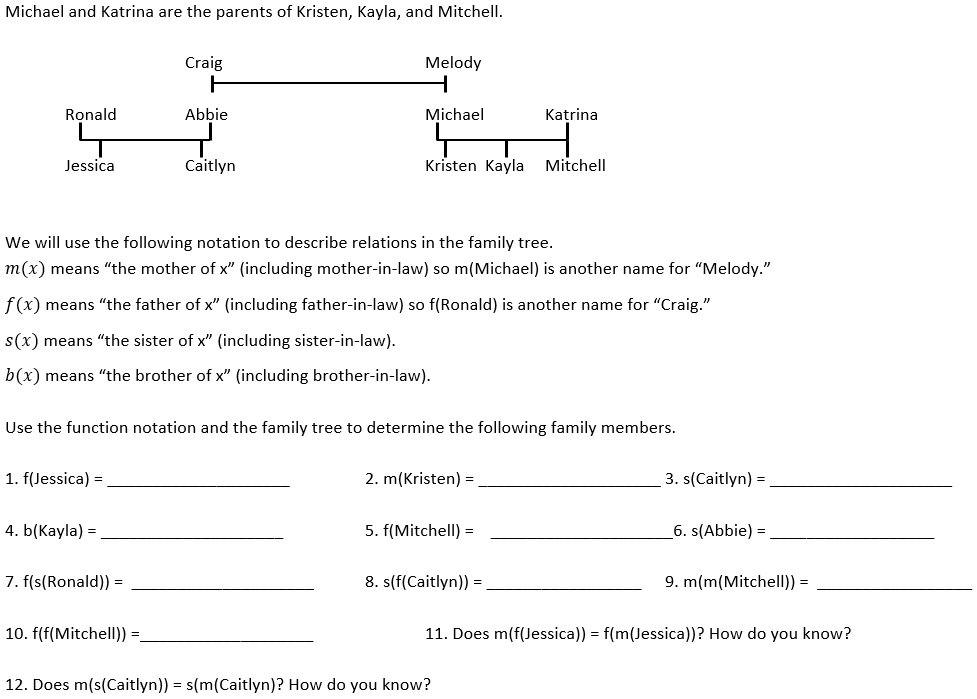 Michael and Katrina are the parents of Kristen, Kayla, and Mitchell.
Craig Melody
Ronald Abbie Michael Katrina
Jessica Caitlyn Kristen Kayla Mitchell
We will use the following notation to describe relations in the family tree.
m(x) means “the mother of x” (including mother-in-law) so m(Michael) is another name for “Melody.”
f(x) means “the father of x” (including father-in-law) so f(Ronald) is another name for “Craig.”
s(x) means “the sister of x” (including sister-in-law).
b(x) means “the brother of x” (including brother-in-law).
Use the function notation and the family tree to determine the following family members.
1. f(Jessica) = ____________________ 2. m(Kristen) = ____________________ 3. s(Caitlyn) = ____________________
4. b(Kayla) = ____________________ 5. f(Mitchell) = ____________________ 6. s(Abbie) = __________________
7. f(s(Ronald)) = ____________________ 8. s(f(Caitlyn)) = _________________ 9. m(m(Mitchell)) = _________________
10. f(f(Mitchell)) =___________________ 11. Does m(f(Jessica)) = f(m(Jessica))? How do you know?
12. Does m(s(Caitlyn)) = s(m(Caitlyn)? How do you know?